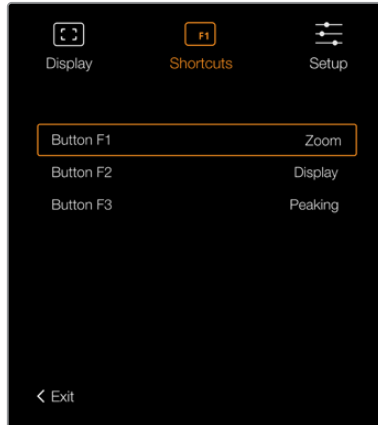 F1
Display Shortcuts Setup
Button F1 Zoom
Button F2 Display
Button F3 Peaking
Exit